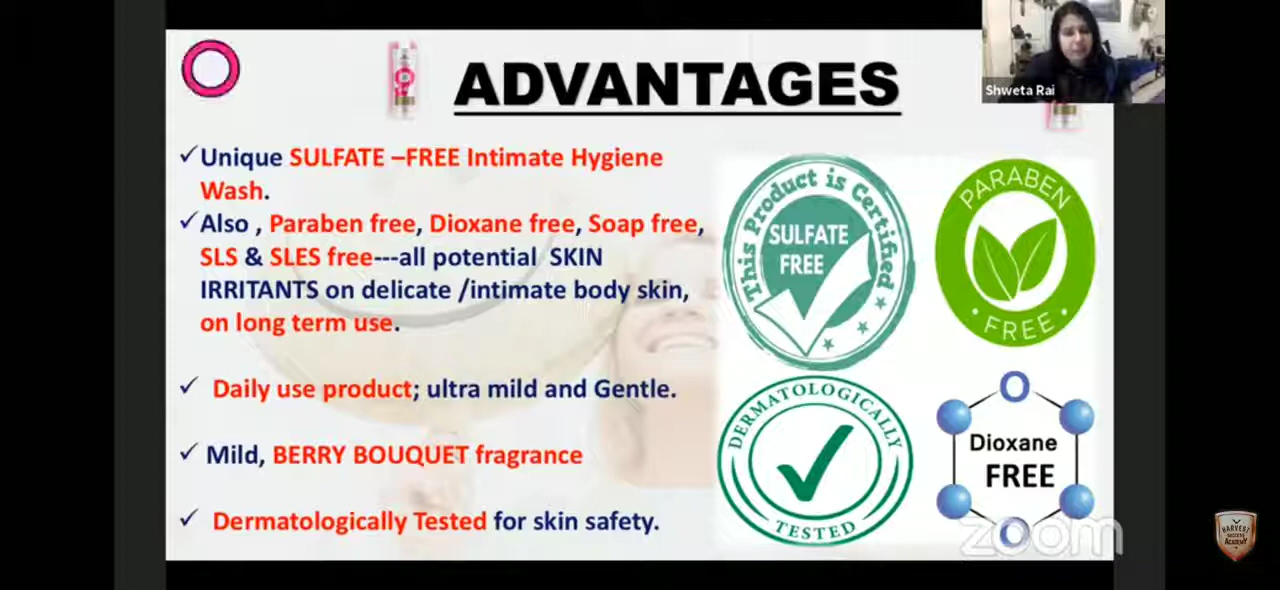 ADVANTAGES
Shweta Rai
✓Unique SULFATE –FREE Intimate Hygiene
Wash.
✓Also , Paraben free, Dioxane free, Soap free,
SLS & SLES free---all potential SKIN
IRRITANTS on delicate /intimate body skin,
on long term use.
✓ Daily use product; ultra mild and Gentle.
✓ Mild, BERRY BOUQUET fragrance
✓ Dermatologically Tested for skin safety.
This Product is Certified
SULFATE
FREE
PARABEN
FREE
DERMATOLOGICALLY
TESTED
O
Dioxane
FREE
O
zoom
HARVEST
SUCCESS
ACADEMY